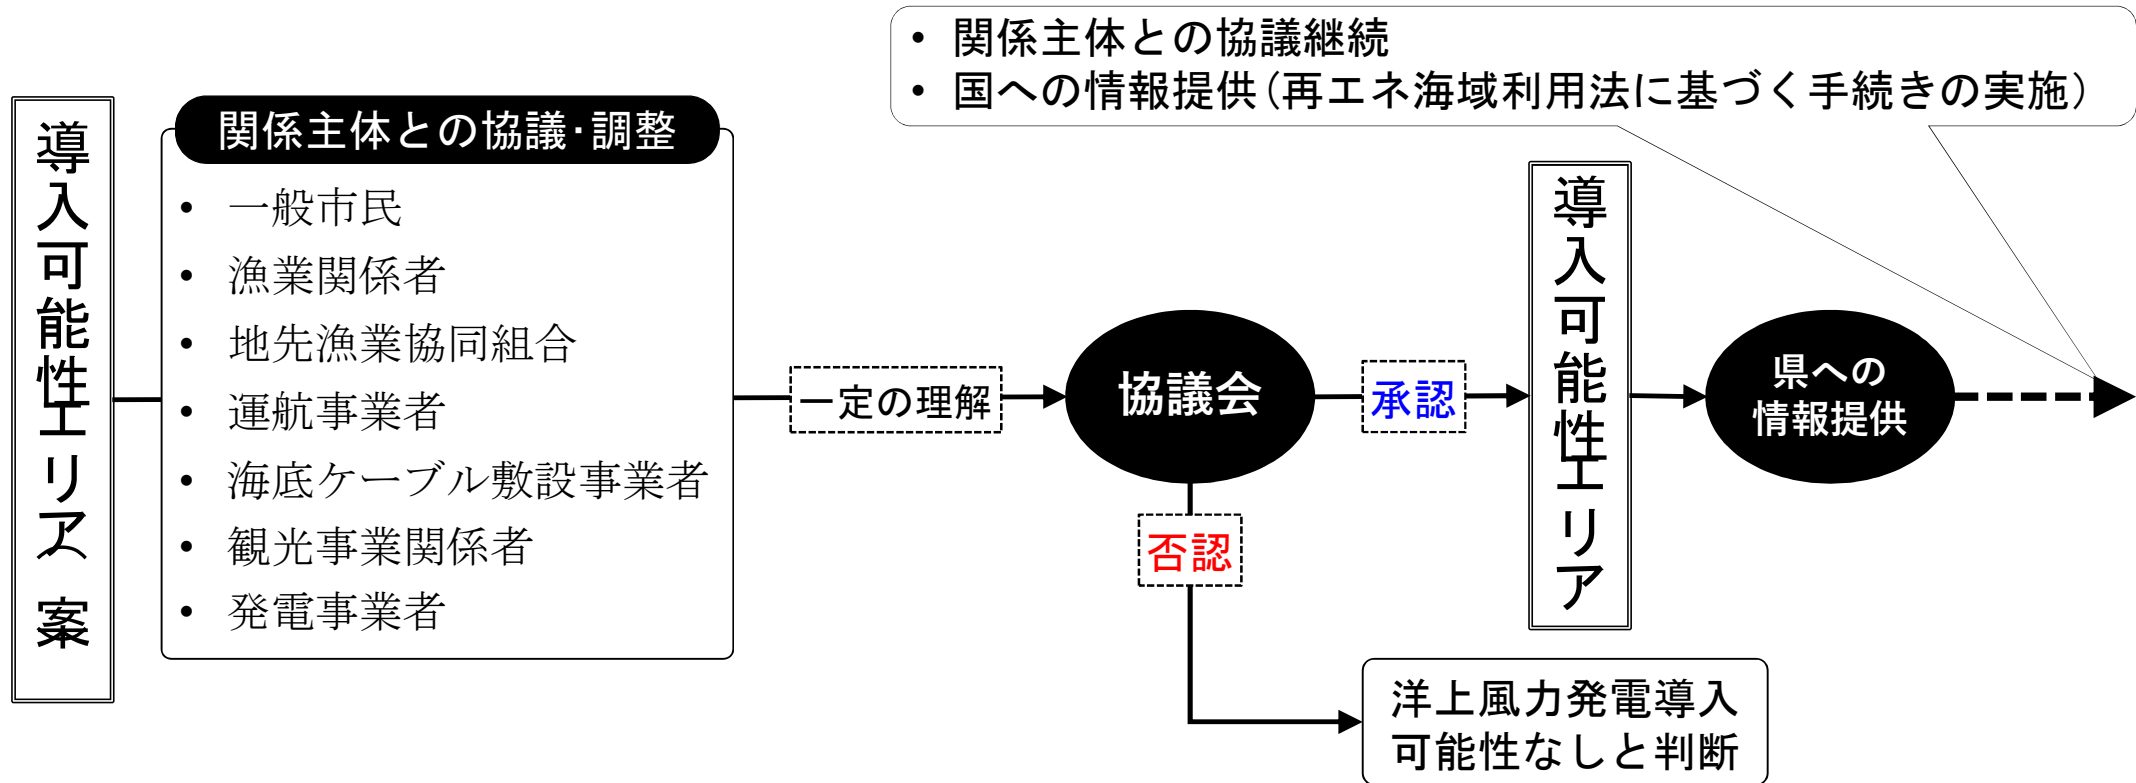 • 関係主体との協議継続
• 国への情報提供(再エネ海域利用法に基づく手続きの実施)
導入可能性エリア(案
関係主体との協議・調整
• 一般市民
• 漁業関係者
• 地先漁業協同組合
• 運航事業者
• 海底ケーブル敷設事業者
• 観光事業関係者
• 発電事業者
一定の理解
協議会
承認
否認
導入可能性エリア
県への
情報提供
洋上風力発電導入
可能性なしと判断